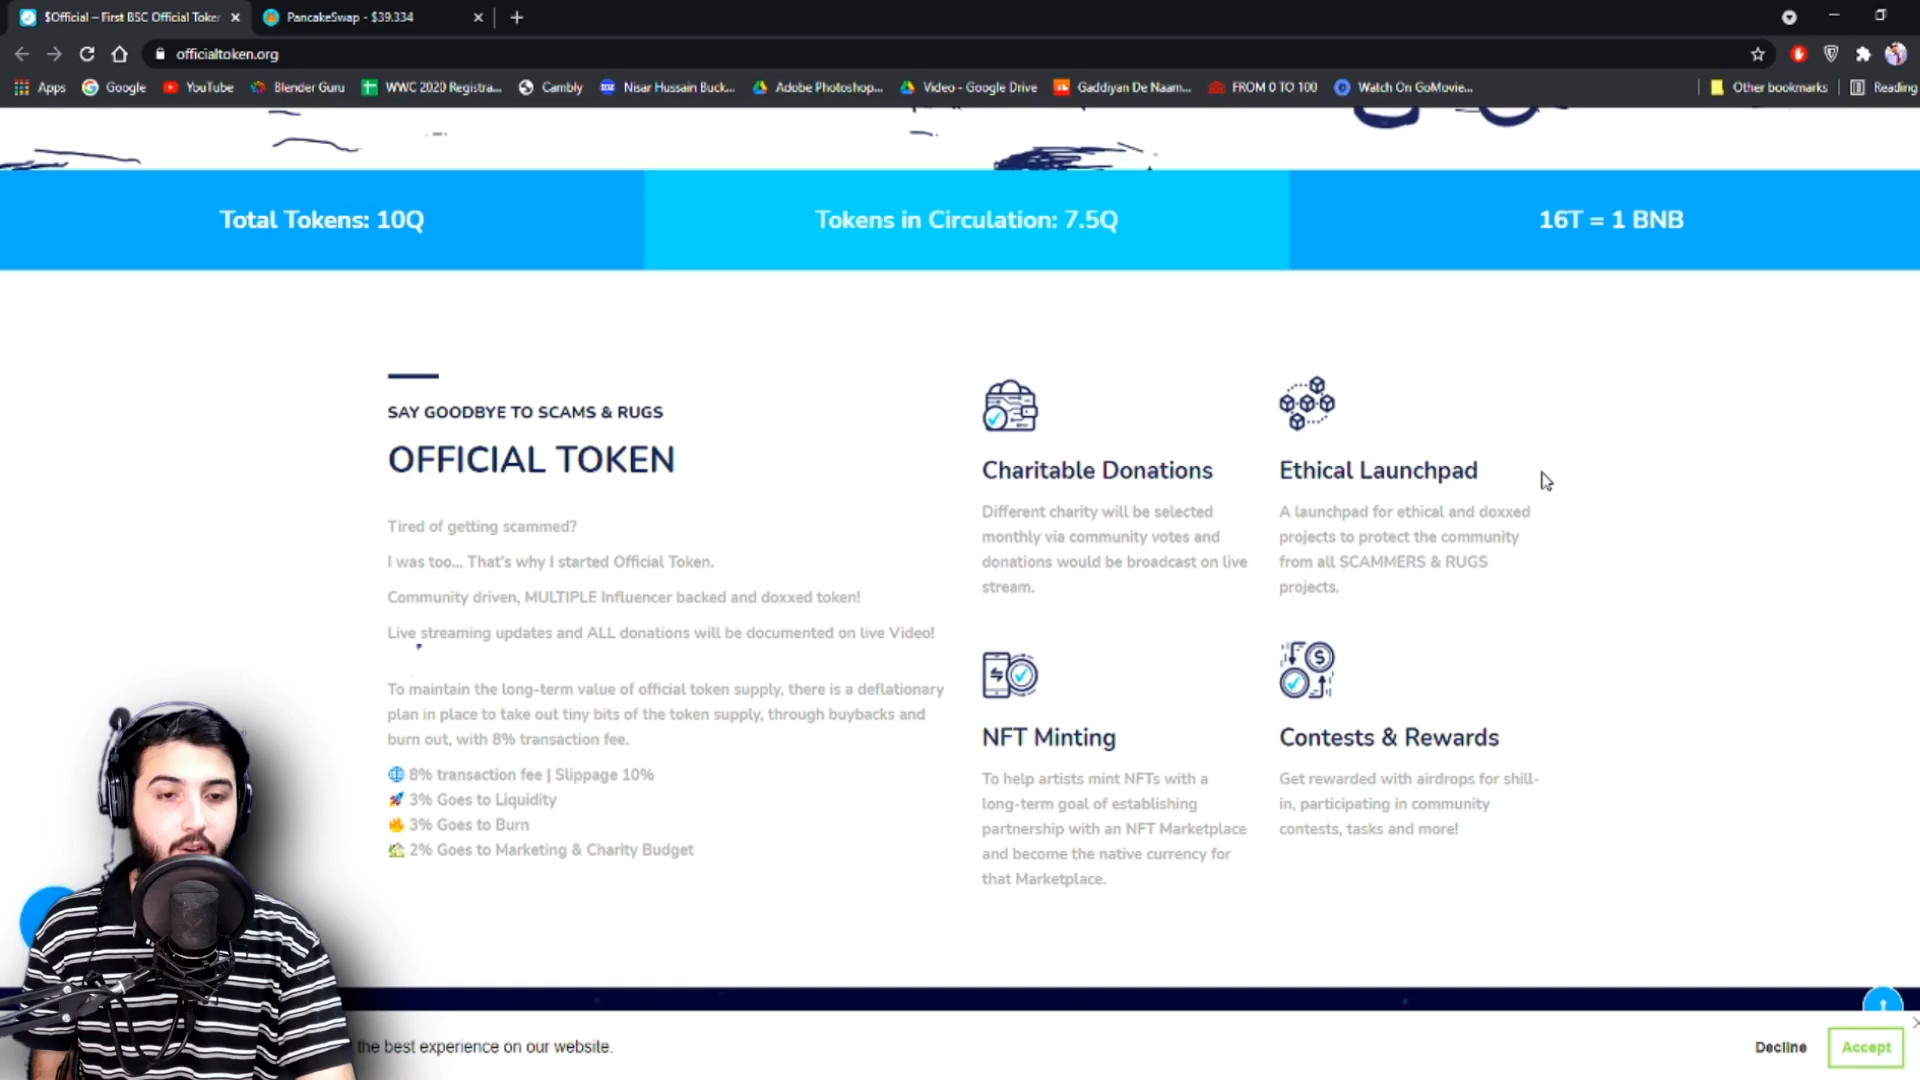 $Official – First BSC Official Toke
PancakeSwap - $39.334
officialtoken.org
Apps
Google
YouTube
Blender Guru
WWC 2020 Registra...
Cambly
Nisar Hussain Buck...
Adobe Photoshop...
Video - Google Drive
Gaddiyan De Naam...
FROM 0 TO 100
Watch On GoMovie...
Other bookmarks
Reading
Total Tokens: 10Q
Tokens in Circulation: 7.5Q
16T = 1 BNB
SAY GOODBYE TO SCAMS & RUGS
OFFICIAL TOKEN
Tired of getting scammed?
I was too... That's why I started Official Token.
Community driven, MULTIPLE Influencer backed and doxxed token!
Live streaming updates and ALL donations will be documented on live Video!
To maintain the long-term value of official token supply, there is a deflationary
plan in place to take out tiny bits of the token supply, through buybacks and
burn out, with 8% transaction fee.
8% transaction fee | Slippage 10%
3% Goes to Liquidity
3% Goes to Burn
2% Goes to Marketing & Charity Budget
Charitable Donations
Different charity will be selected
monthly via community votes and
donations would be broadcast on live
stream.
Ethical Launchpad
A launchpad for ethical and doxxed
projects to protect the community
from all SCAMMERS & RUGS
projects.
NFT Minting
To help artists mint NFTs with a
long-term goal of establishing
partnership with an NFT Marketplace
and become the native currency for
that Marketplace.
Contests & Rewards
Get rewarded with airdrops for shill-
in, participating in community
contests, tasks and more!
the best experience on our website.
Decline
Accept